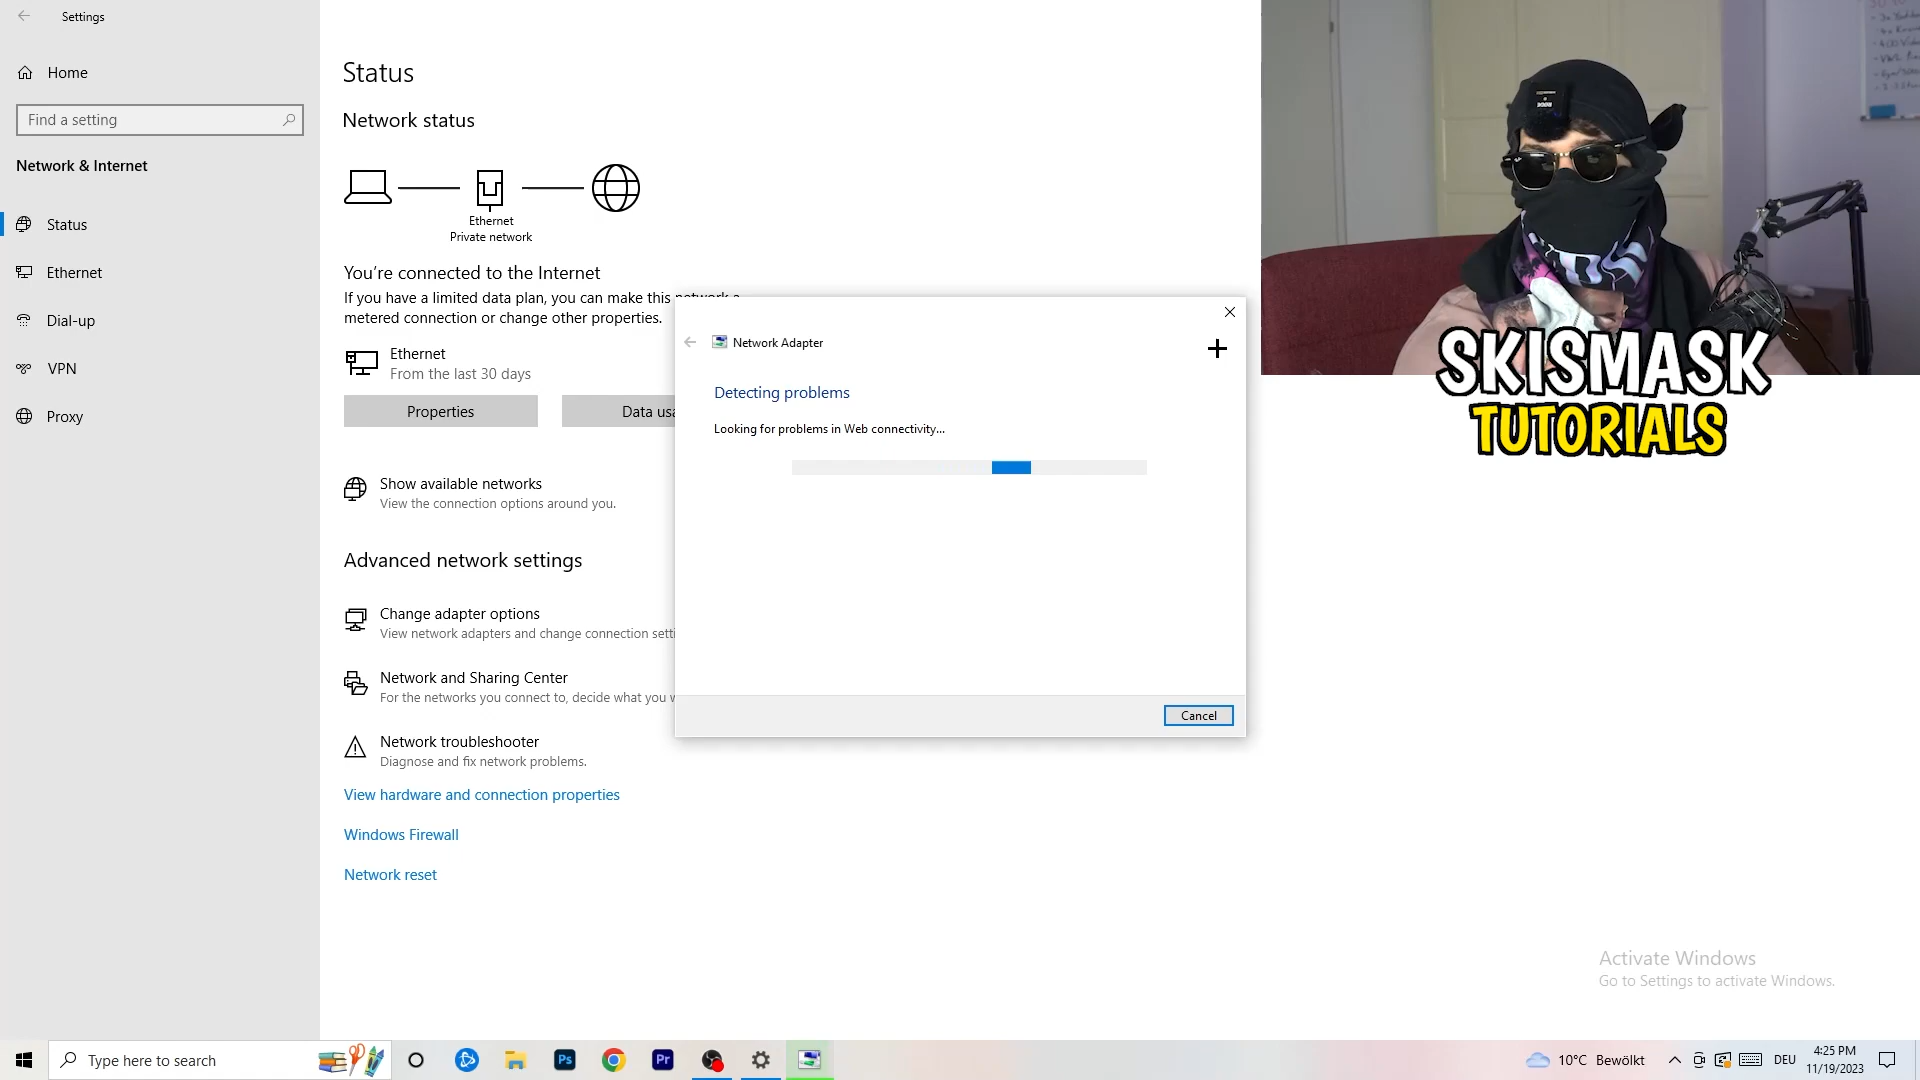 Settings
Home
Find a setting
Network & Internet
Status
Ethernet
Dial-up
VPN
Proxy
Status
Network status
Ethernet
Private network
You're connected to the Internet
If you have a limited data plan, you can make this network a
metered connection or change other properties.
Ethernet
From the last 30 days
Properties
Data usa
Show available networks
View the connection options around you.
Advanced network settings
Change adapter options
View network adapters and change connection setti
Network and Sharing Center
For the networks you connect to, decide what you w
Network troubleshooter
Diagnose and fix network problems.
View hardware and connection properties
Windows Firewall
Network reset
Network Adapter
Detecting problems
Looking for problems in Web connectivity...
Cancel
SKISMASK
TUTORIALS
Activate Windows
Go to Settings to activate Windows.
Type here to search
Ps
Pr
10°C Bewölkt
DEU
4:25 PM
11/19/2023